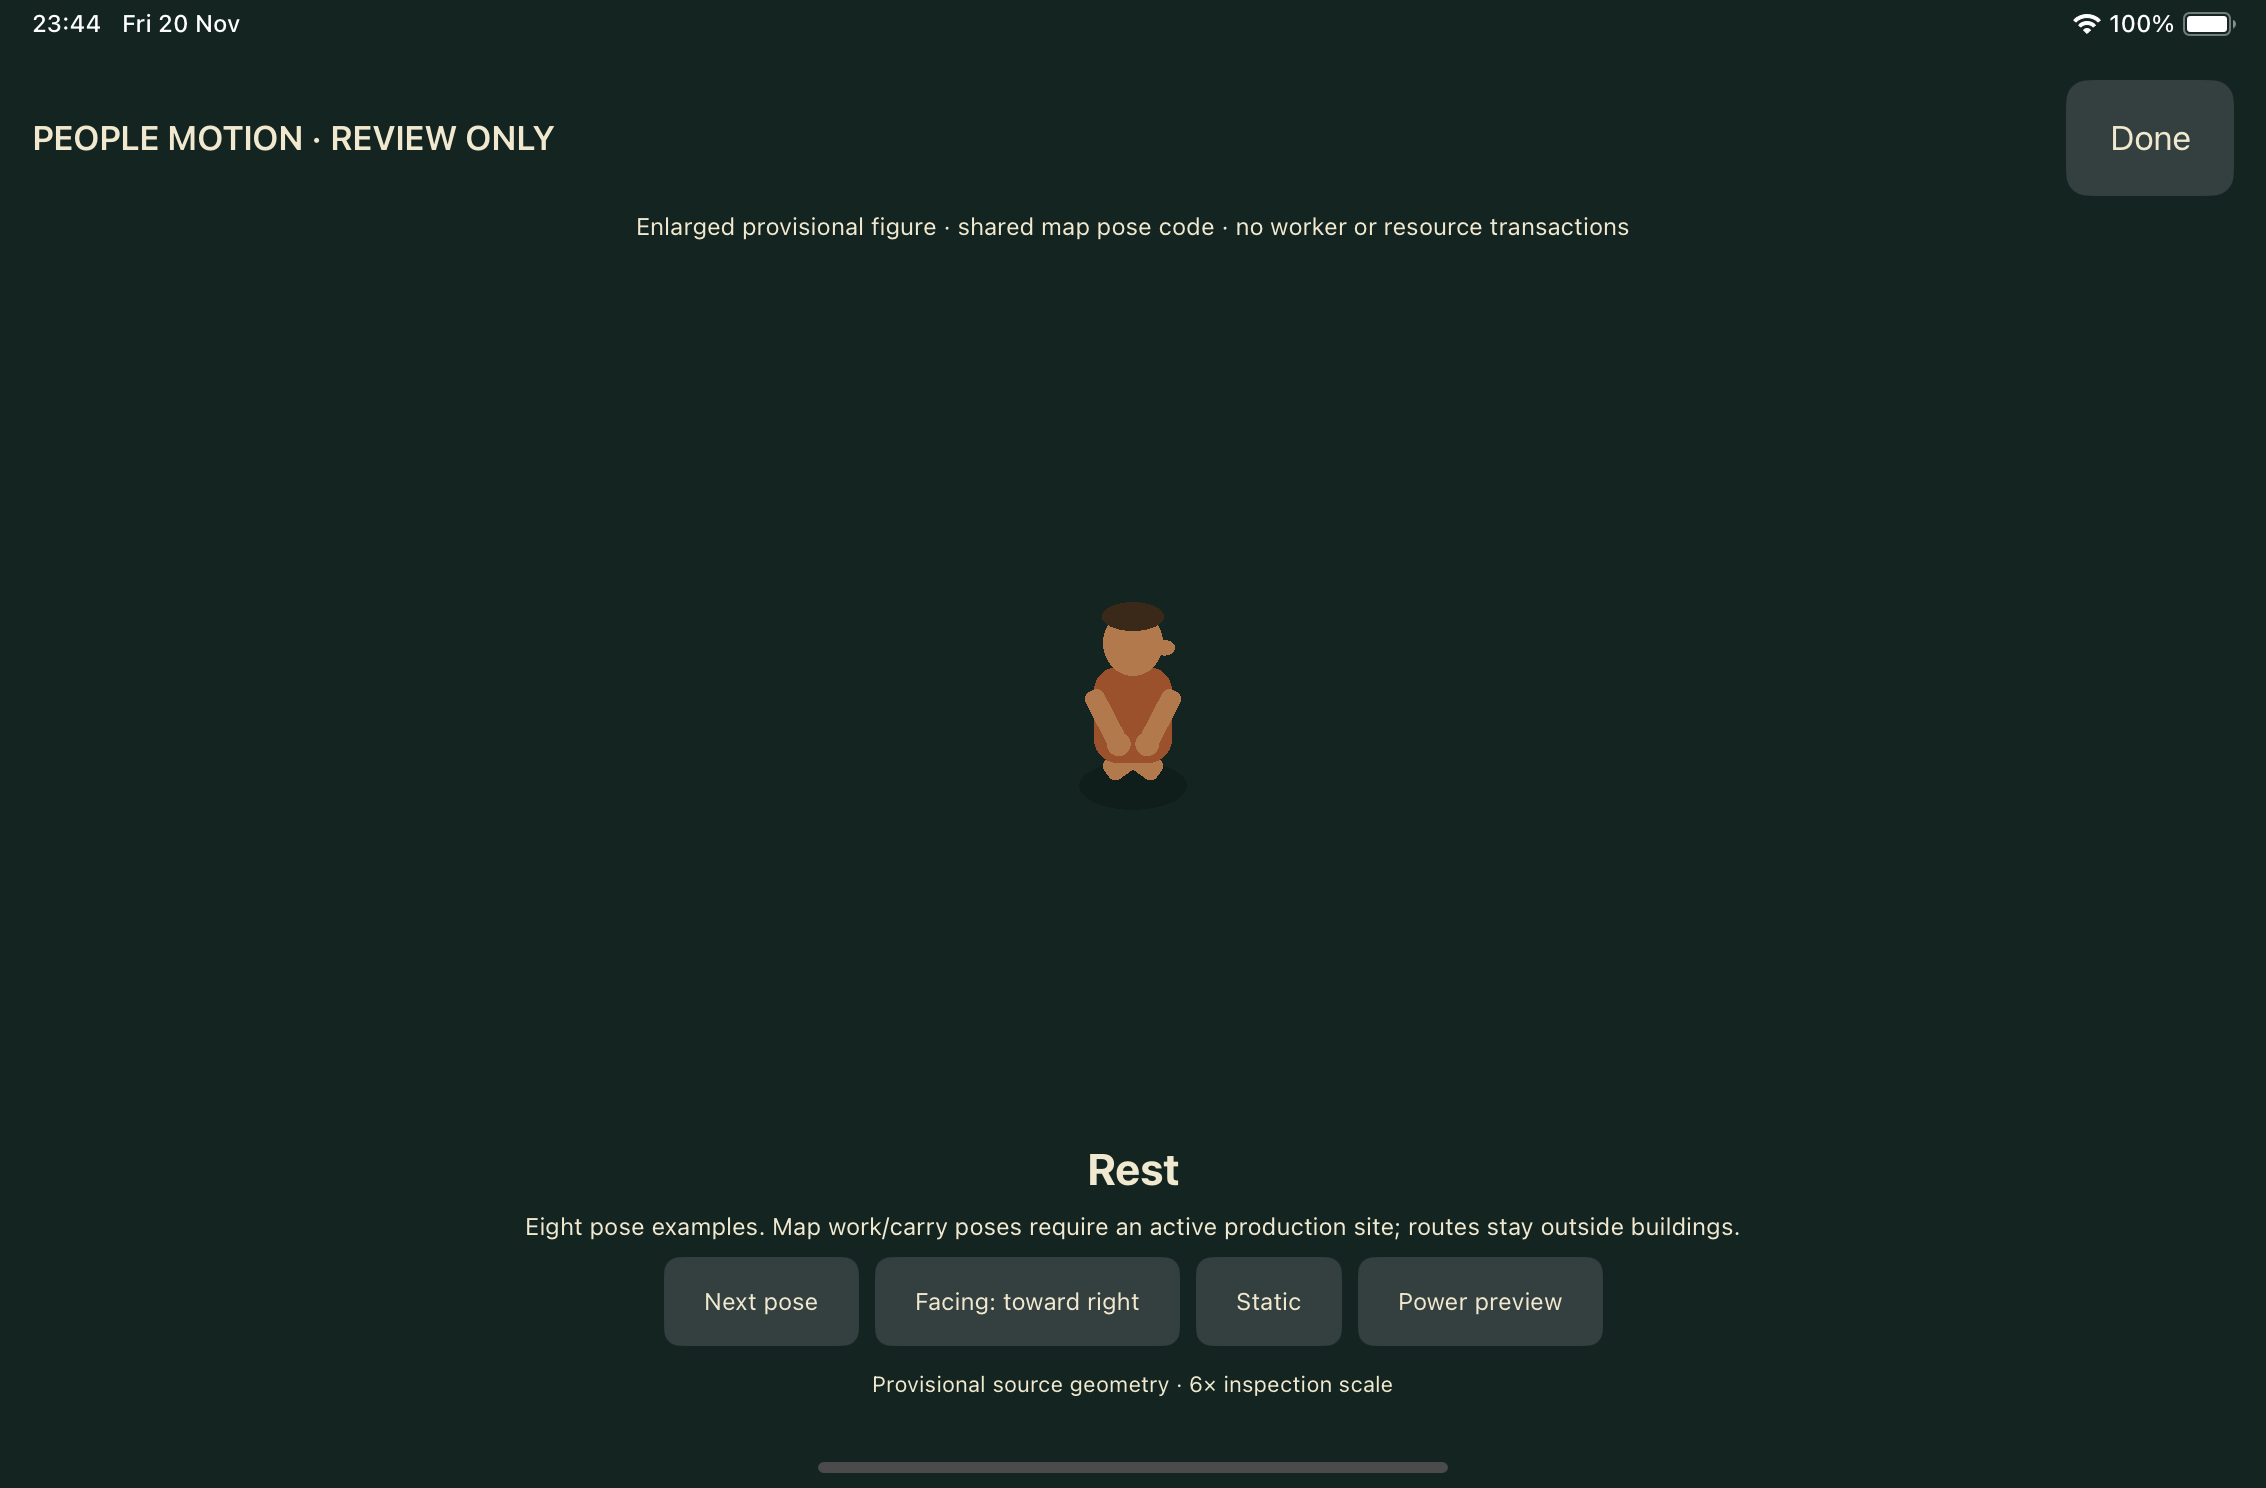 23:44 Fri 20 Nov
100%
PEOPLE MOTION · REVIEW ONLY
Done
Enlarged provisional figure · shared map pose code · no worker or resource transactions
Rest
Eight pose examples. Map work/carry poses require an active production site; routes stay outside buildings.
Next pose
Facing: toward right
Static
Power preview
Provisional source geometry · 6× inspection scale